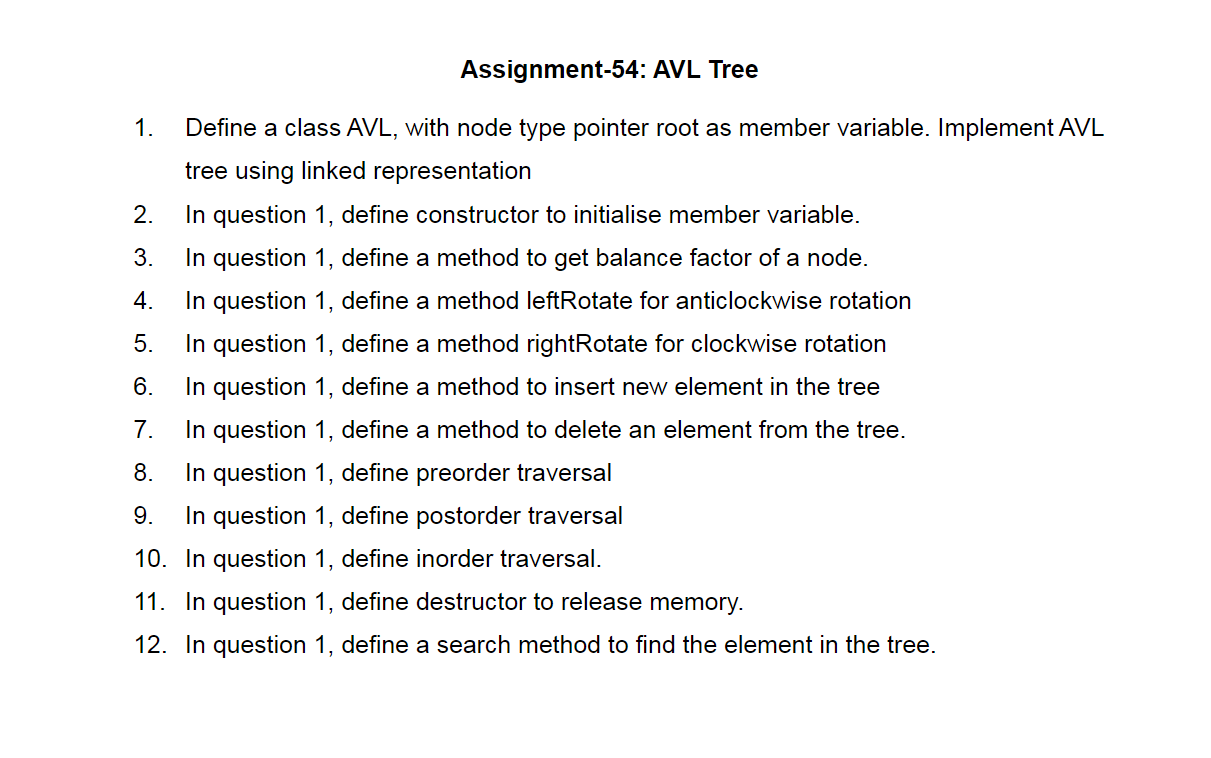 Assignment-54: AVL Tree
1. Define a class AVL, with node type pointer root as member variable. Implement AVL
tree using linked representation
2. In question 1, define constructor to initialise member variable.
3. In question 1, define a method to get balance factor of a node.
4. In question 1, define a method leftRotate for anticlockwise rotation
5. In question 1, define a method rightRotate for clockwise rotation
6. In question 1, define a method to insert new element in the tree
7. In question 1, define a method to delete an element from the tree.
8. In question 1, define preorder traversal
9. In question 1, define postorder traversal
10. In question 1, define inorder traversal.
11. In question 1, define destructor to release memory.
12. In question 1, define a search method to find the element in the tree.